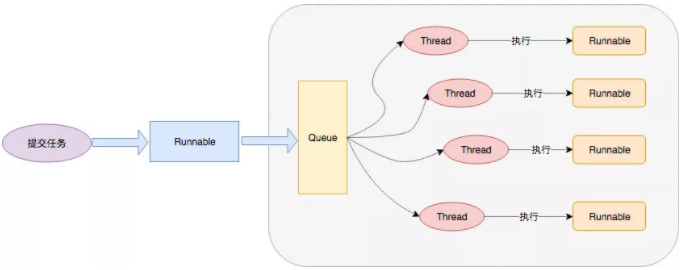 提交任务
Runnable
Queue
Thread
执行
Runnable
Thread
执行
Runnable
Thread
执行
Runnable
Thread
执行
Runnable